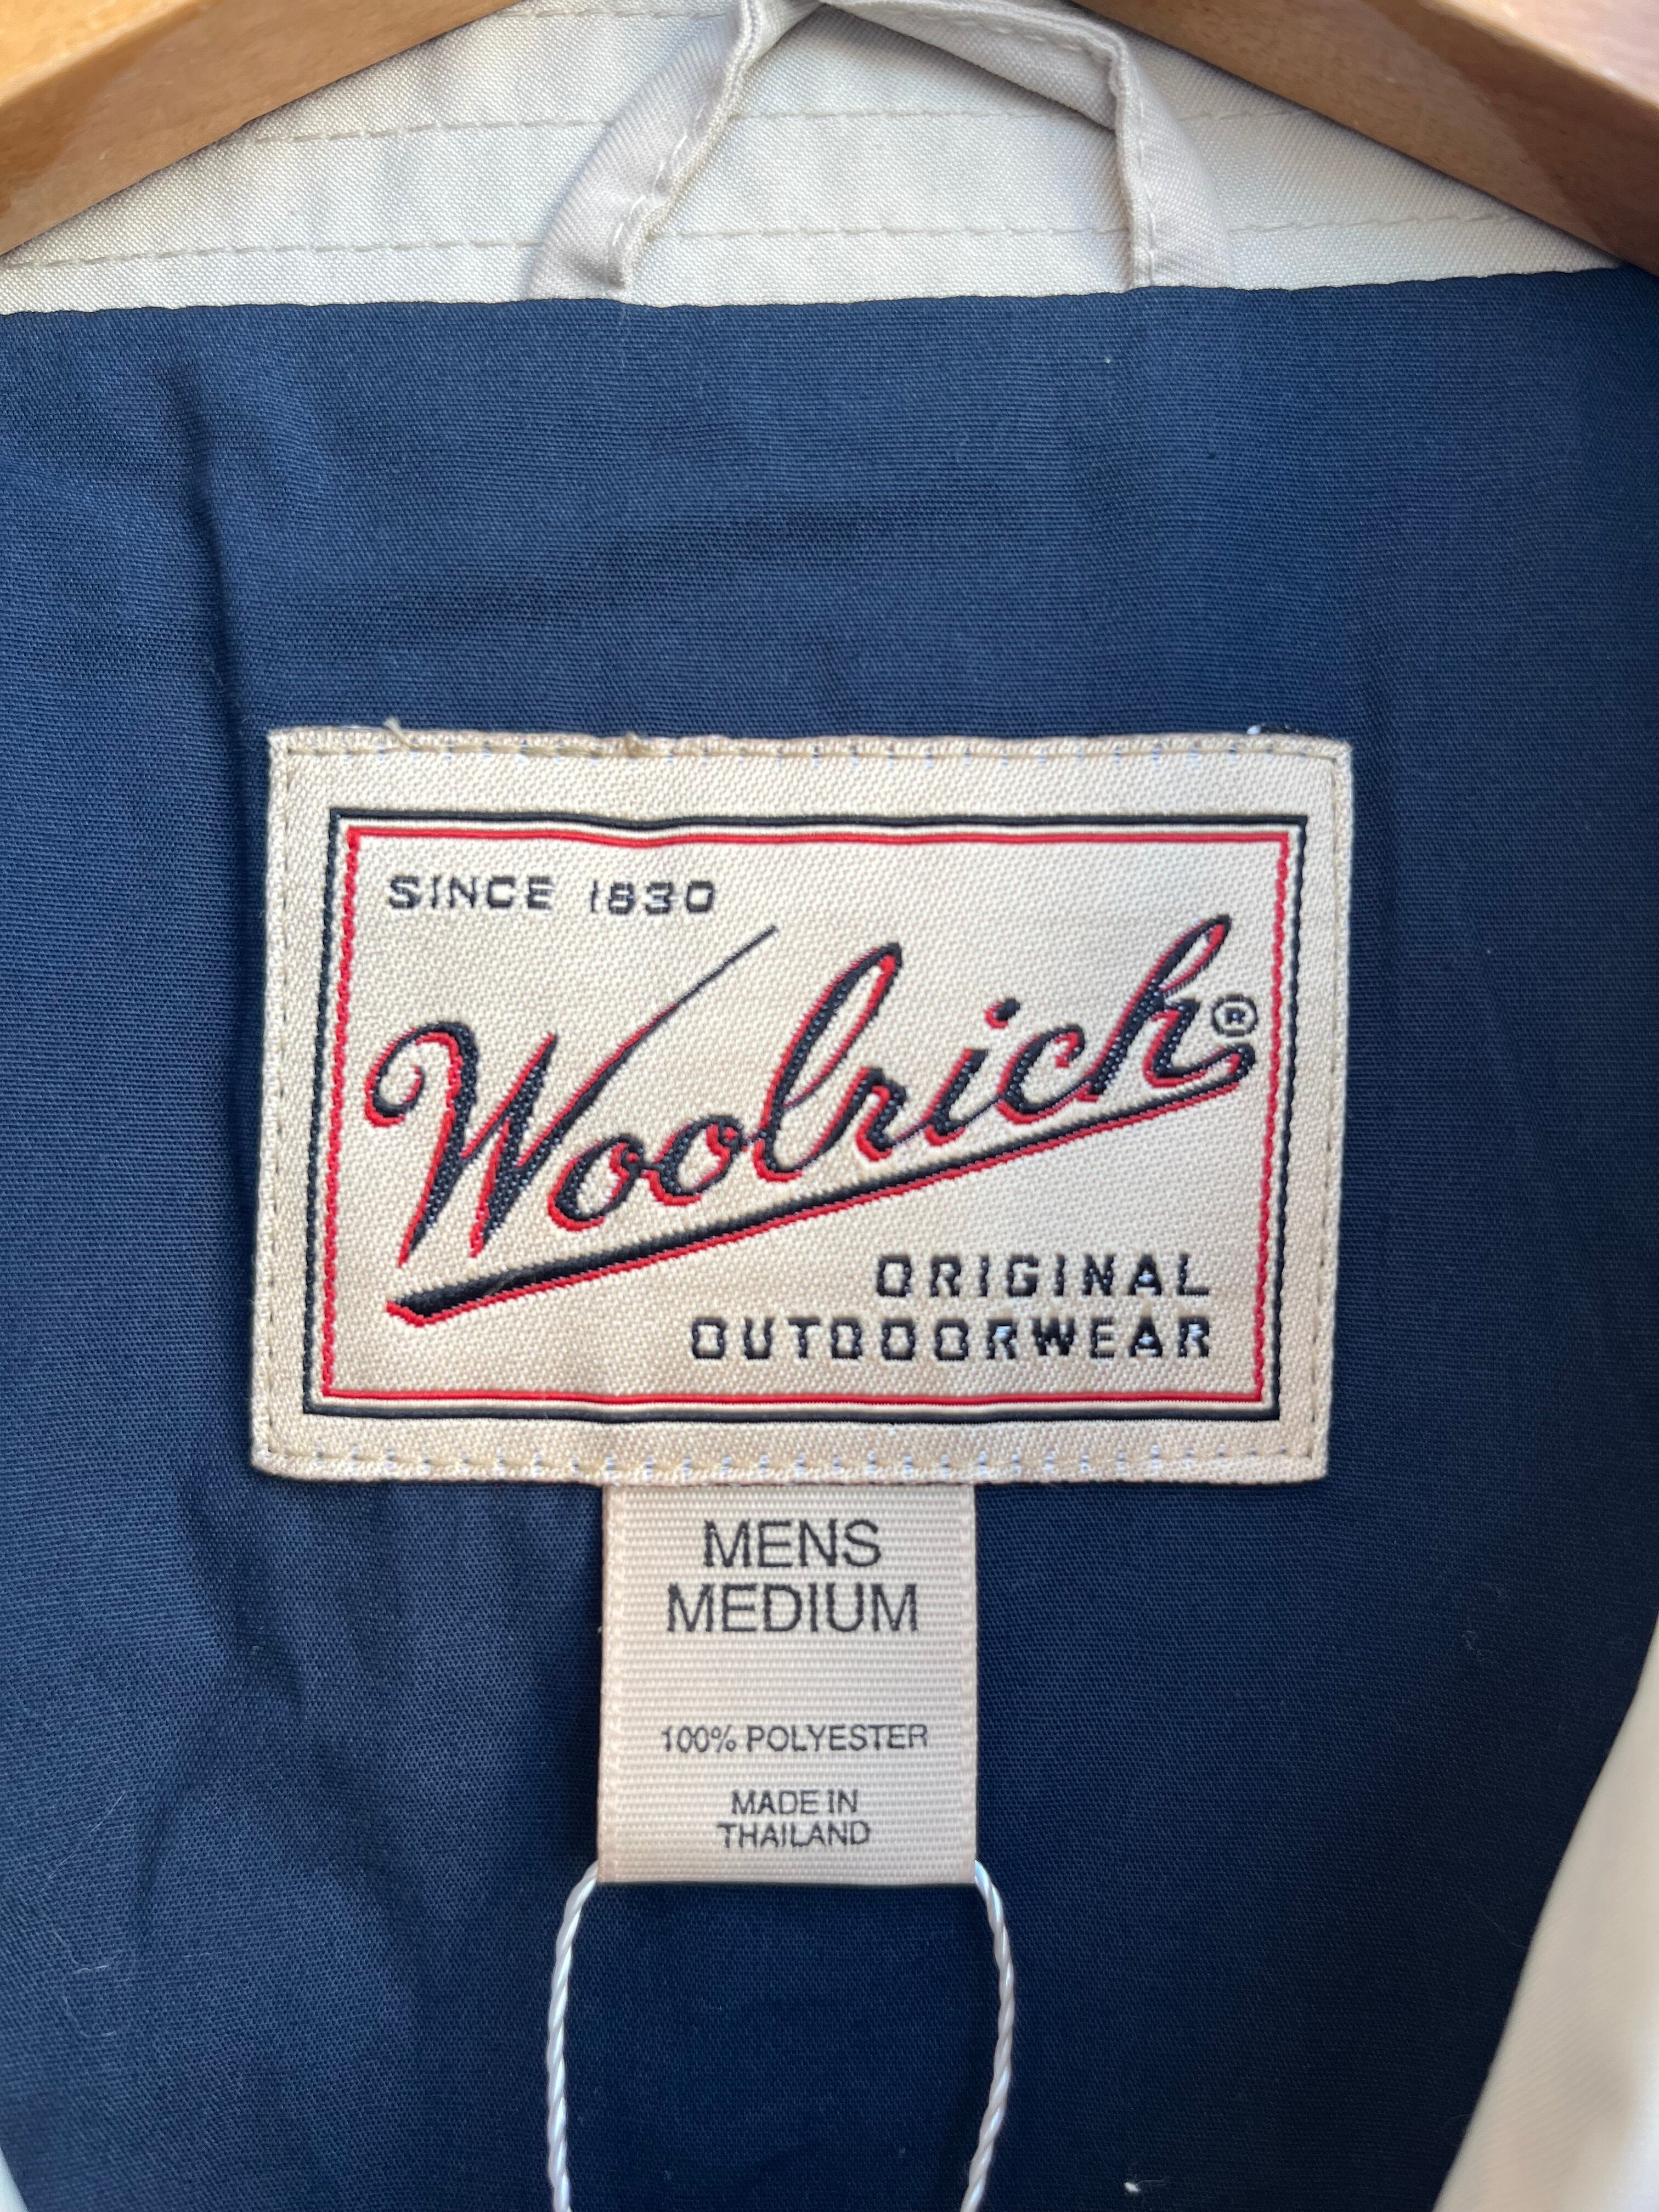 SINCE 1830
Woolrich®
ORIGINAL
OUTDOORWEAR
MENS
MEDIUM
100% POLYESTER
MADE IN
THAILAND